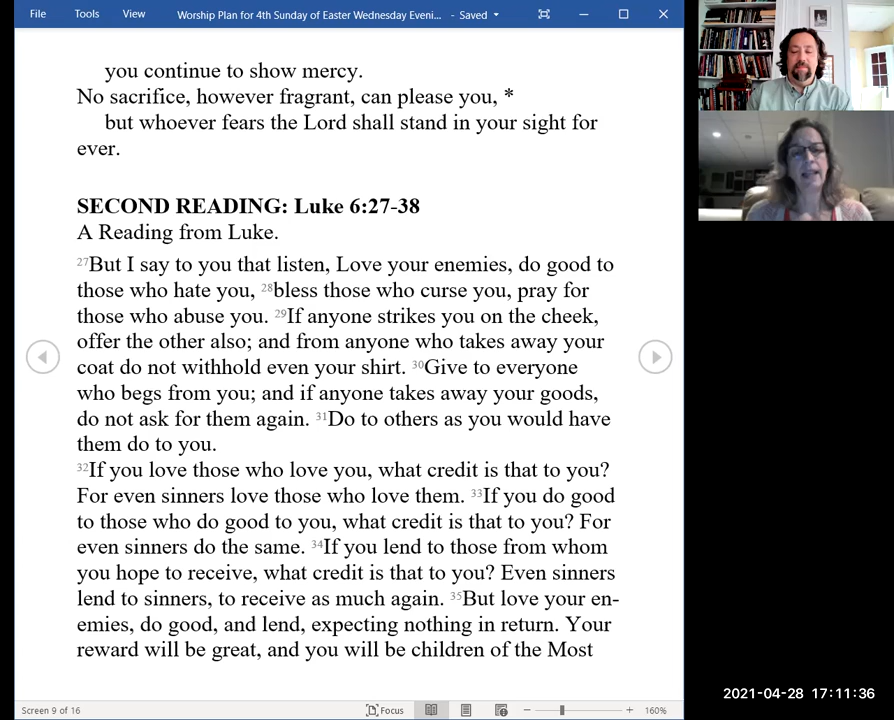 File Tools View Worship Plan for 4th Sunday of Easter Wednesday Eveni... - Saved
you continue to show mercy.
No sacrifice, however fragrant, can please you, *
but whoever fears the Lord shall stand in your sight for
ever.
SECOND READING: Luke 6:27-38
A Reading from Luke.
27But I say to you that listen, Love your enemies, do good to
those who hate you, 28bless those who curse you, pray for
those who abuse you. 29If anyone strikes you on the cheek,
offer the other also; and from anyone who takes away your
coat do not withhold even your shirt. 30Give to everyone
who begs from you; and if anyone takes away your goods,
do not ask for them again. 31Do to others as you would have
them do to you.
32If you love those who love you, what credit is that to you?
For even sinners love those who love them. 33If you do good
to those who do good to you, what credit is that to you? For
even sinners do the same. 34If you lend to those from whom
you hope to receive, what credit is that to you? Even sinners
lend to sinners, to receive as much again. 35But love your en-
emies, do good, and lend, expecting nothing in return. Your
reward will be great, and you will be children of the Most
Screen 9 of 16 Focus 160%
2021-04-28 17:11:36